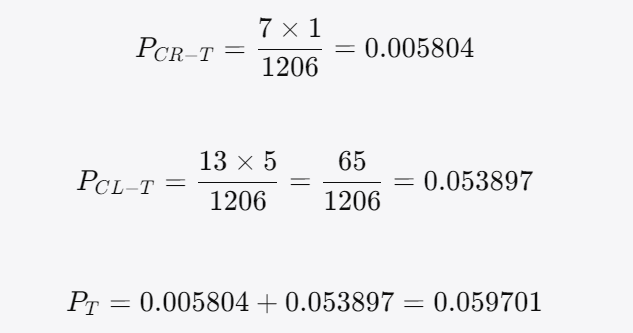 P_{CR-T} = \frac{7 \times 1}{1206} = 0.005804
P_{CL-T} = \frac{13 \times 5}{1206} = \frac{65}{1206} = 0.053897
P_T = 0.005804 + 0.053897 = 0.059701